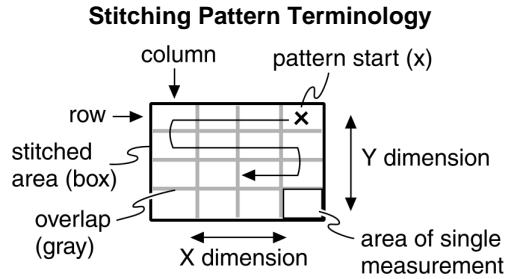 Stitching Pattern Terminology
column
pattern start (x)
row
stitched
area (box)
Y dimension
overlap
(gray)
X dimension
area of single
measurement